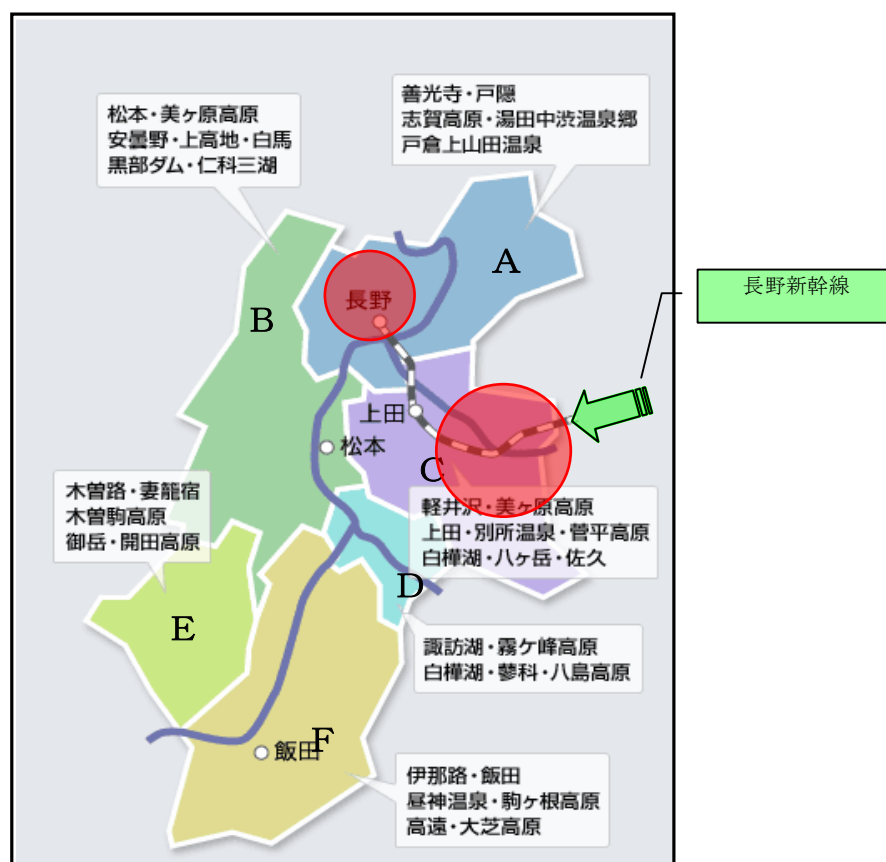 善光寺・戸隠
志賀高原・湯田中渋温泉郷
戸倉上山田温泉
松本・美ヶ原高原
安曇野・上高地・白馬
黒部ダム・仁科三湖
A
長野新幹線
長野
B
上田
松本
C
木曽路・妻籠宿
木曽駒高原
御岳・開田高原
軽井沢・美ヶ原高原
上田・別所温泉・菅平高原
白樺湖・八ヶ岳・佐久
D
E
諏訪湖・霧ケ峰高原
白樺湖・蓼科・八島高原
飯田
F
伊那路・飯田
昼神温泉・駒ヶ根高原
高遠・大芝高原